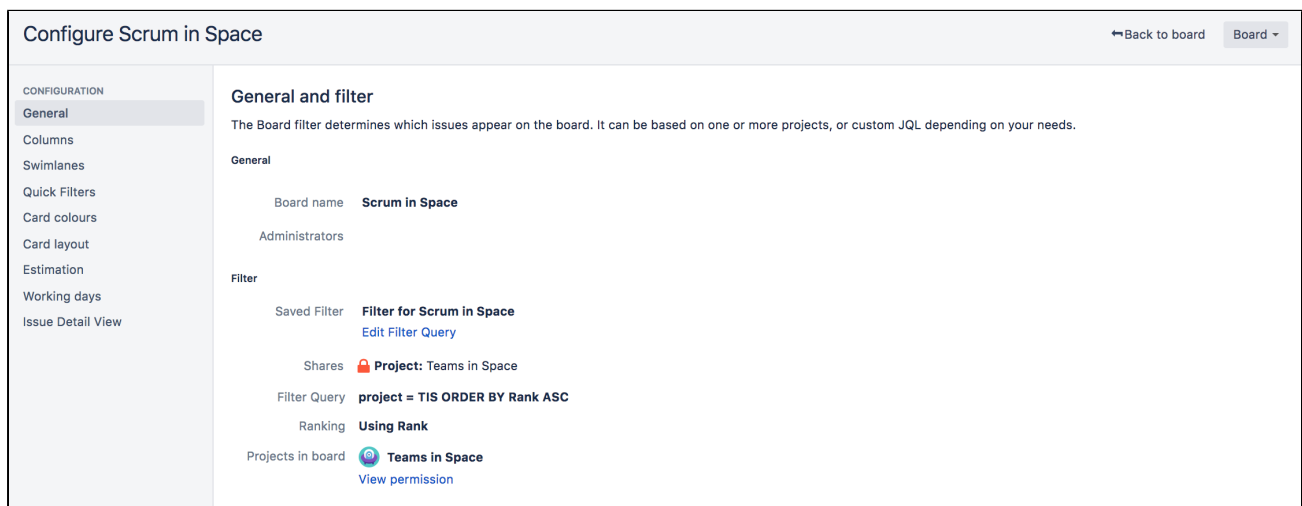 Configure Scrum in Space
Back to board
Board
CONFIGURATION
General
Columns
Swimlanes
Quick Filters
Card colours
Card layout
Estimation
Working days
Issue Detail View
General and filter
The Board filter determines which issues appear on the board. It can be based on one or more projects, or custom JQL depending on your needs.
General
Board name Scrum in Space
Administrators
Filter
Saved Filter Filter for Scrum in Space
Edit Filter Query
Shares Project: Teams in Space
Filter Query project = TIS ORDER BY Rank ASC
Ranking Using Rank
Projects in board Teams in Space
View permission